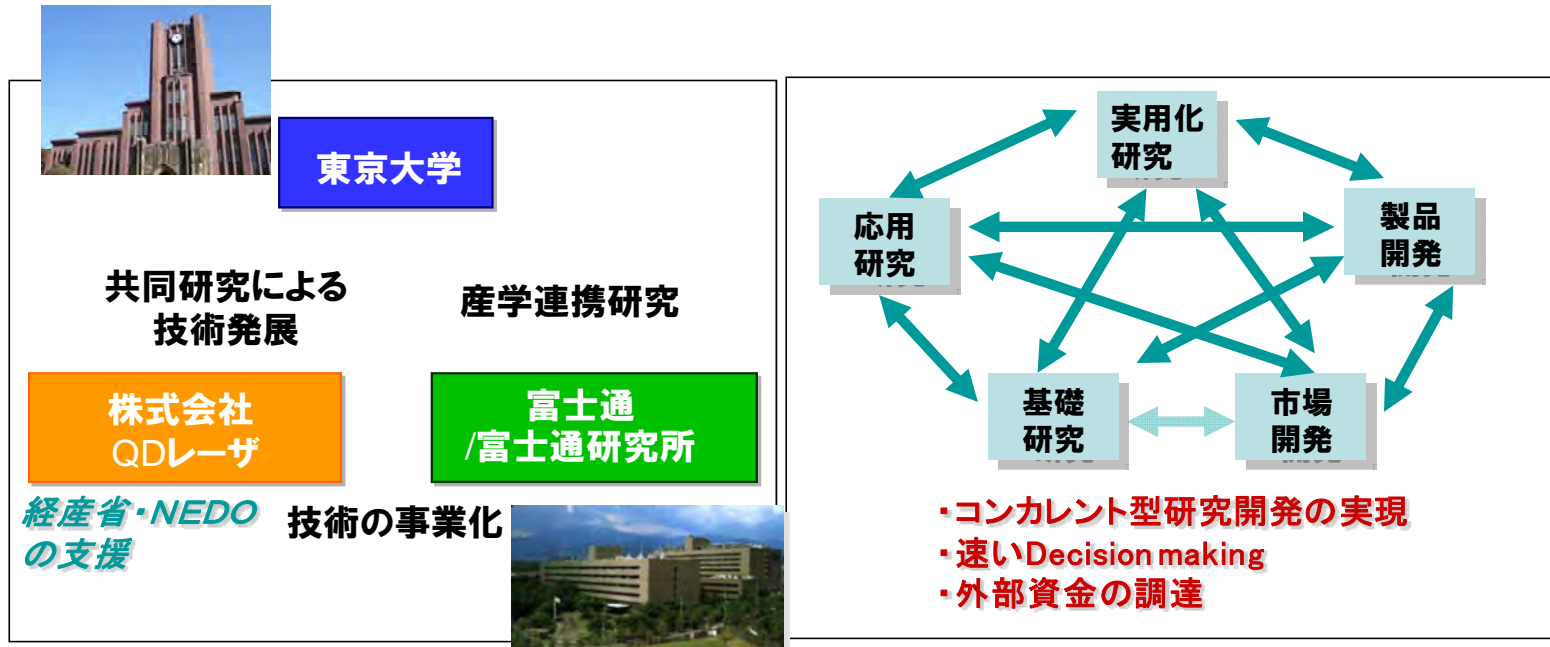 東京大学
共同研究による
技術発展
産学連携研究
株式会社
QDレーザ
富士通
/富士通研究所
経産省・NEDO
の支援
技術の事業化
実用化
研究
応用
研究
製品
開発
基礎
研究
市場
開発
・コンカレント型研究開発の実現
・速いDecision making
・外部資金の調達